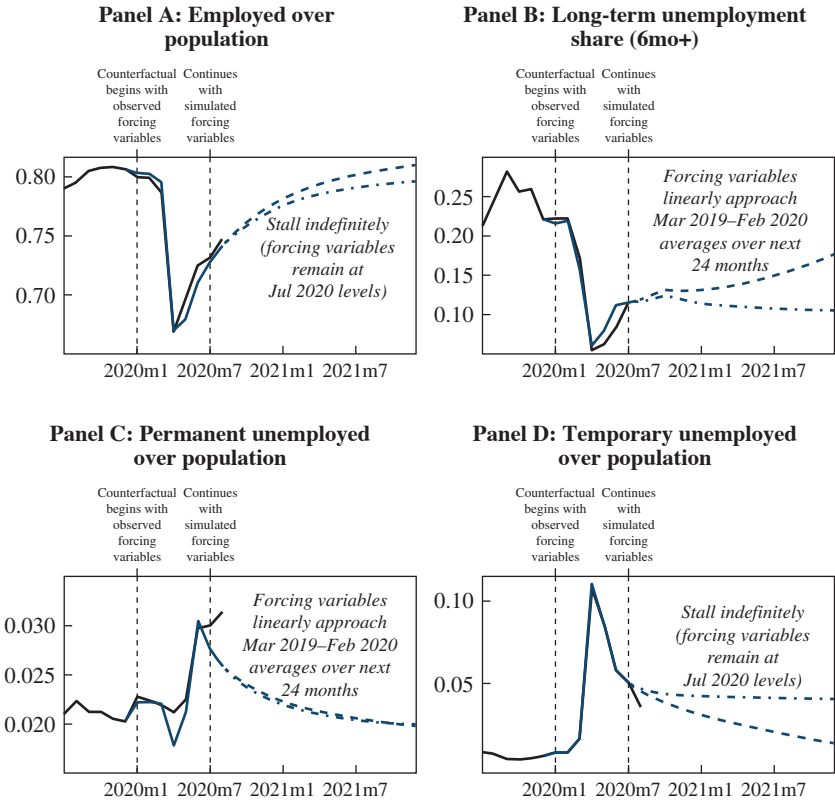 Panel A: Employed over
population
Counterfactual
begins with
observed
forcing
variables
Continues
with
simulated
forcing
variables
0.80
0.75
0.70
Stall indefinitely
(forcing variables
remain at
Jul 2020 levels)
2020m1 2020m7 2021m1 2021m7
Panel B: Long-term unemployment
share (6mo+)
Counterfactual
begins with
observed
forcing
variables
Continues
with
simulated
forcing
variables
0.25
0.20
0.15
0.10
Forcing variables
linearly approach
Mar 2019–Feb 2020
averages over next
24 months
2020m1 2020m7 2021m1 2021m7
Panel C: Permanent unemployed
over population
Counterfactual
begins with
observed
forcing
variables
Continues
with
simulated
forcing
variables
0.030
0.025
0.020
Forcing variables
linearly approach
Mar 2019–Feb 2020
averages over next
24 months
2020m1 2020m7 2021m1 2021m7
Panel D: Temporary unemployed
over population
Counterfactual
begins with
observed
forcing
variables
Continues
with
simulated
forcing
variables
0.10
0.05
Stall indefinitely
(forcing variables
remain at
Jul 2020 levels)
2020m1 2020m7 2021m1 2021m7